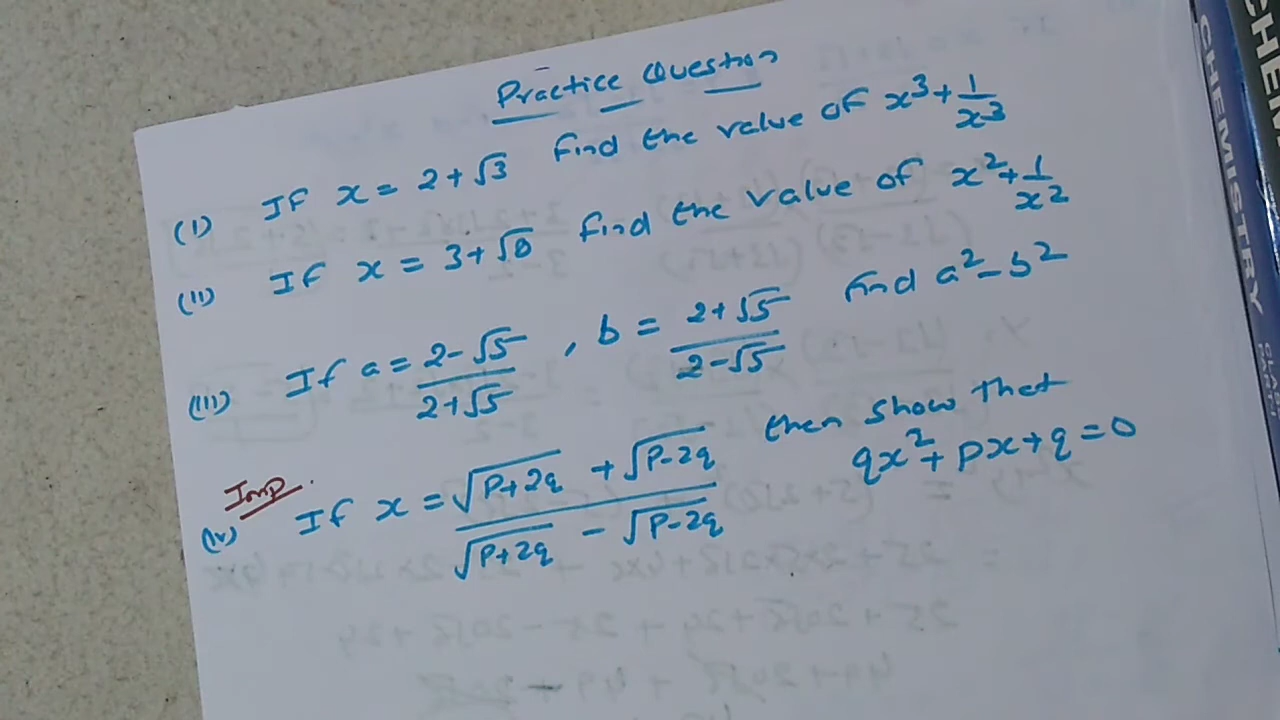 Practice Question
(I) If x = 2 + √3 find the value of x³ + 1/x³
(II) If x = 3 + √8 find the value of x² + 1/x²
(III) If a = 2-√5/2+√5 , b = 2+√5/2-√5 find a² - b²
Imp.
(IV) If x = √P+2q + √P-2q/√P+2q - √P-2q then show that
qx² + px + q = 0
CHEMISTRY
CHEM